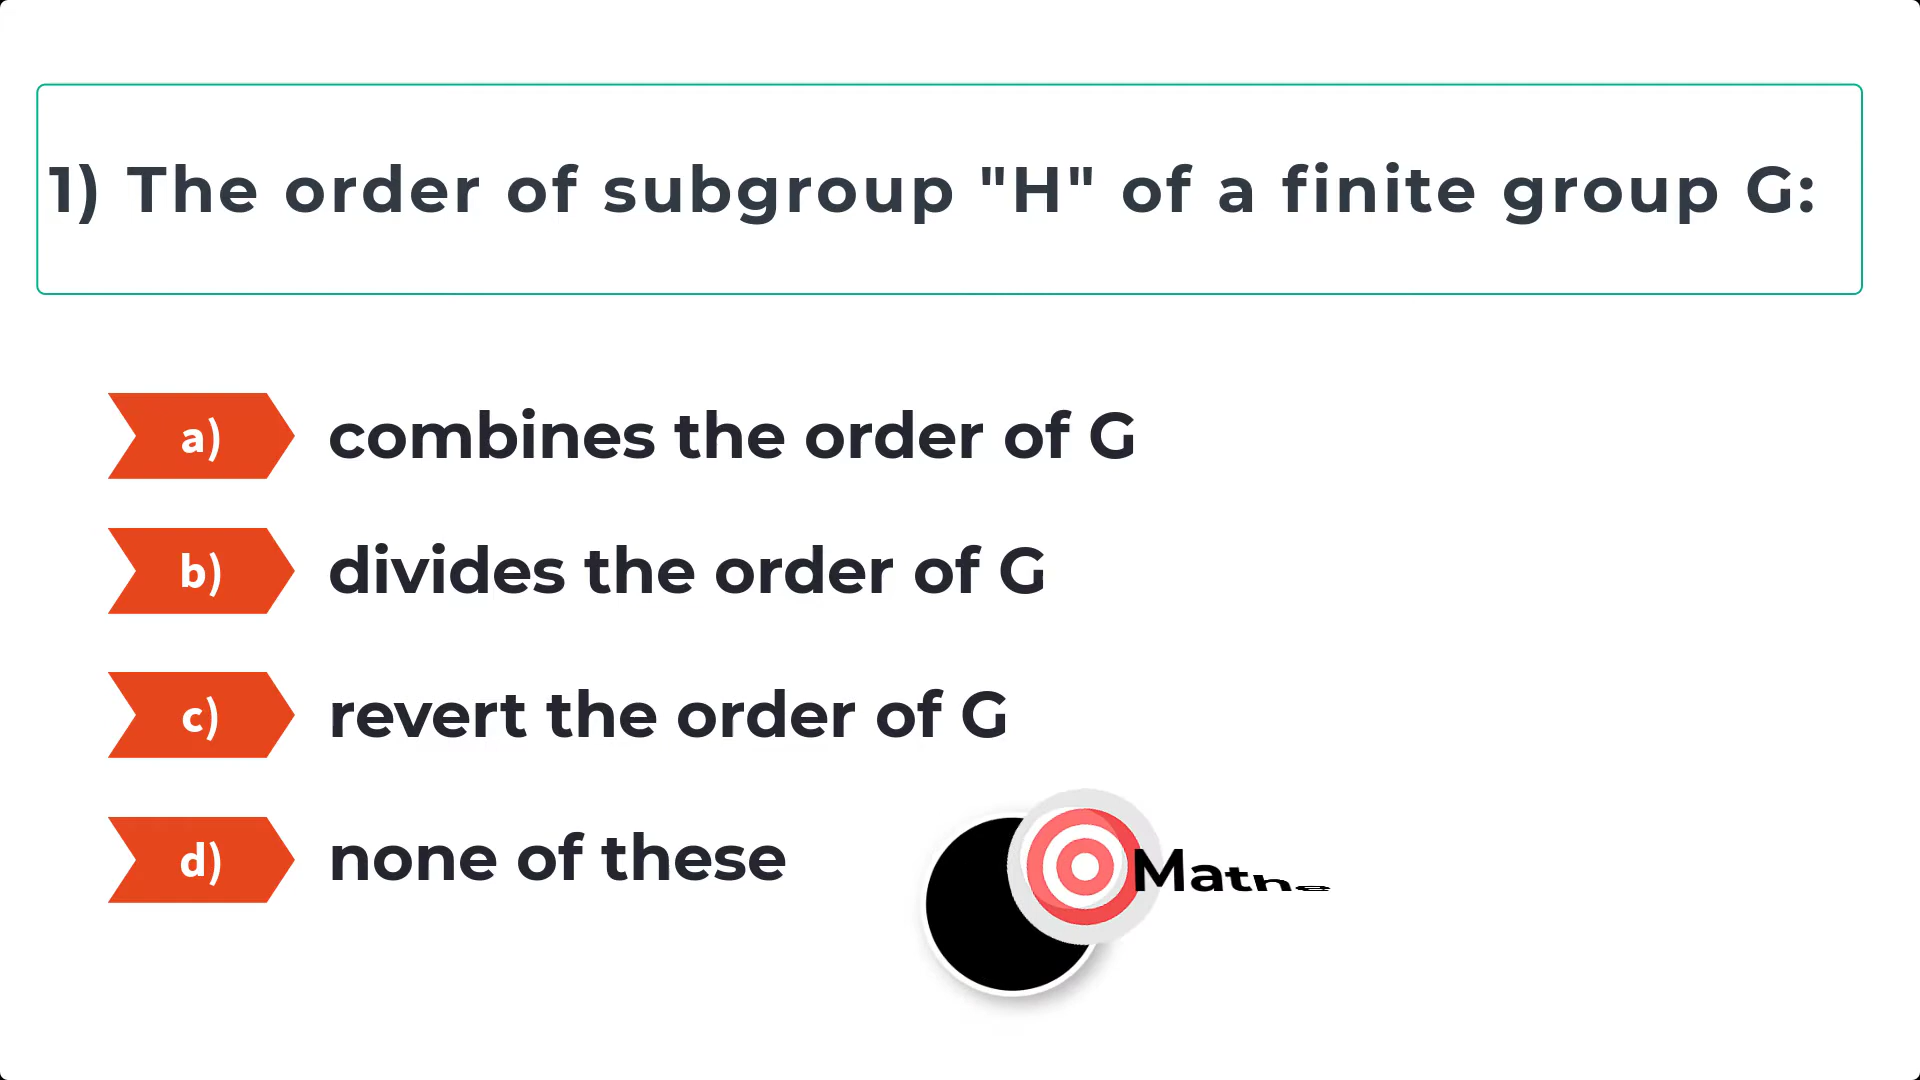 1) The order of subgroup "H" of a finite group G:
a) combines the order of G
b) divides the order of G
c) revert the order of G
d) none of these